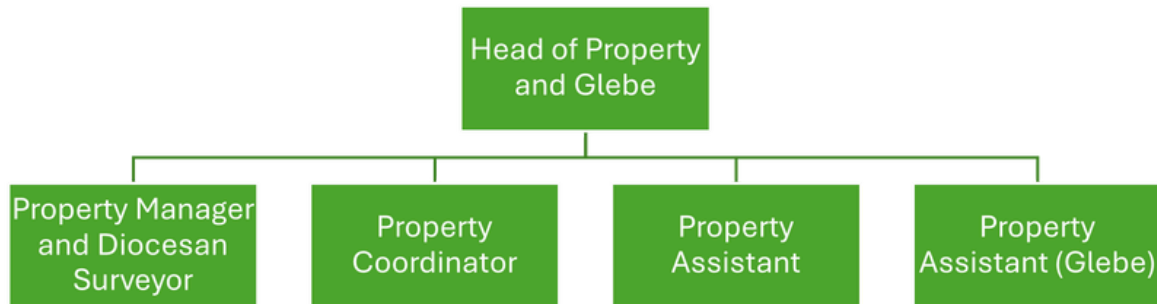 Head of Property
and Glebe
Property Manager
and Diocesan
Surveyor
Property
Coordinator
Property
Assistant
Property
Assistant (Glebe)